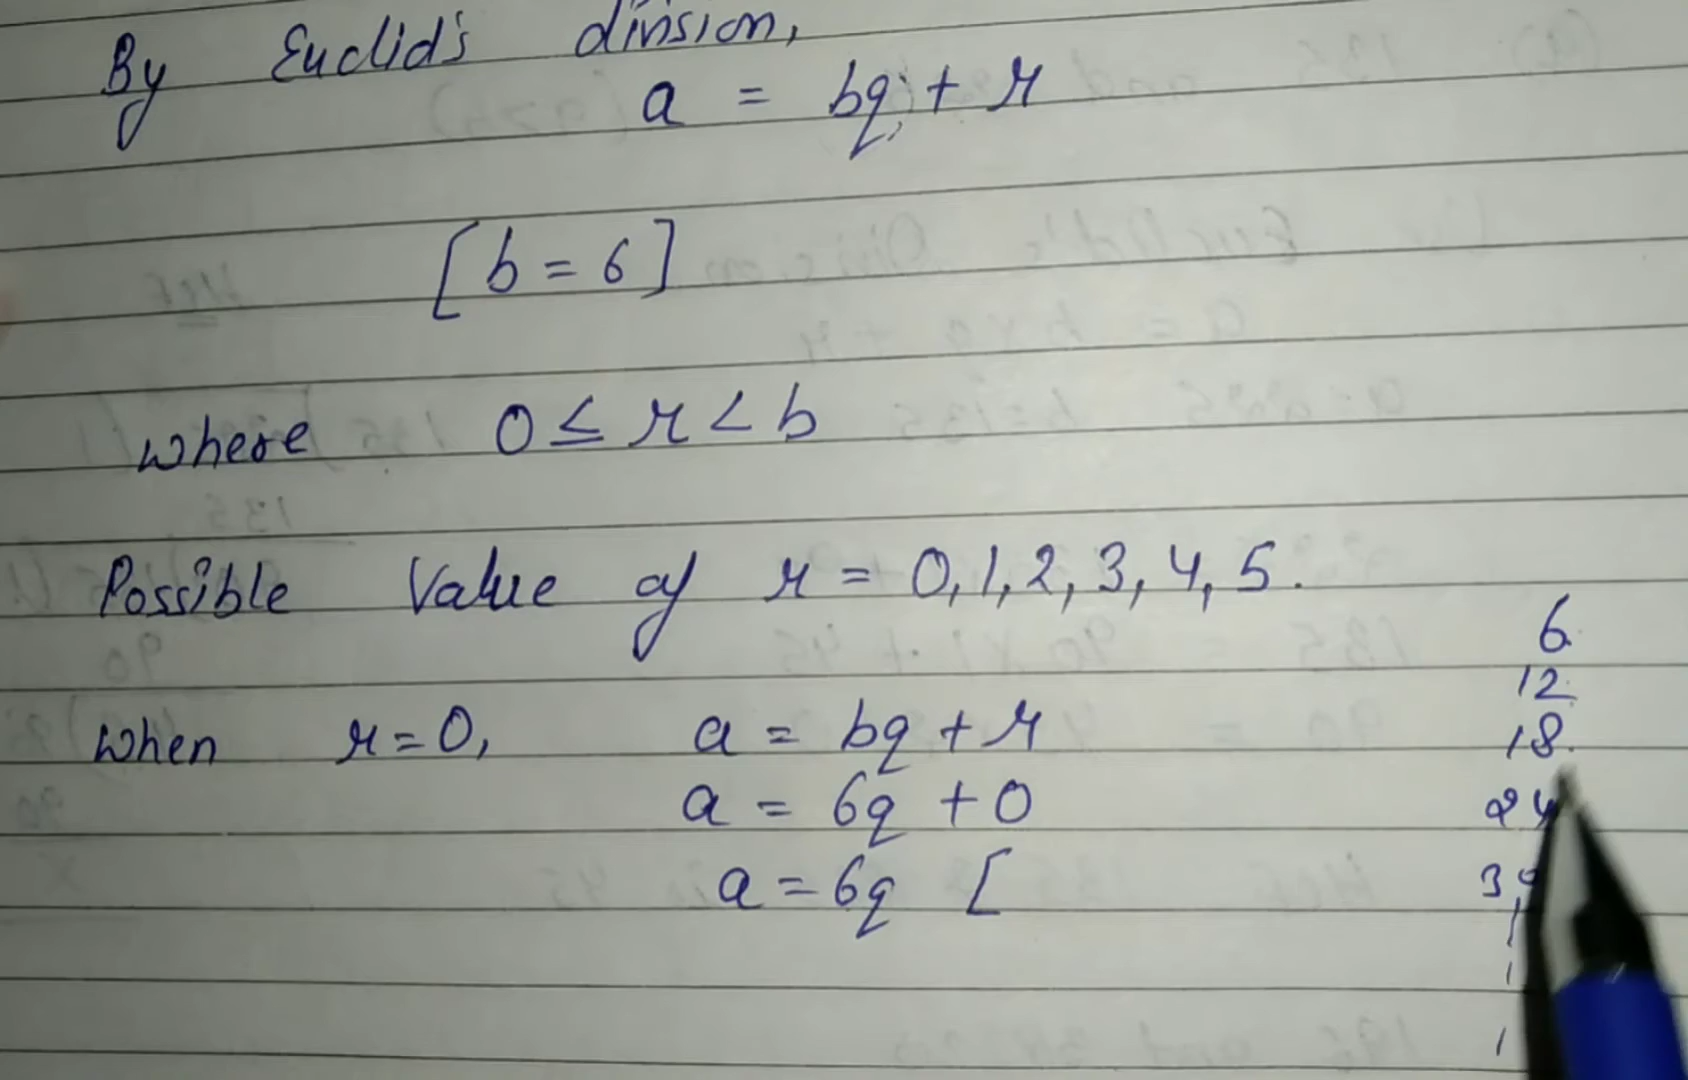 By Euclid's division,
a = bq + r
[b = 6]
where 0 ≤ r < b
Possible Value of r = 0, 1, 2, 3, 4, 5.
6
12
When r = 0, a = bq + r
18
a = 6q + 0
24
a = 6q [